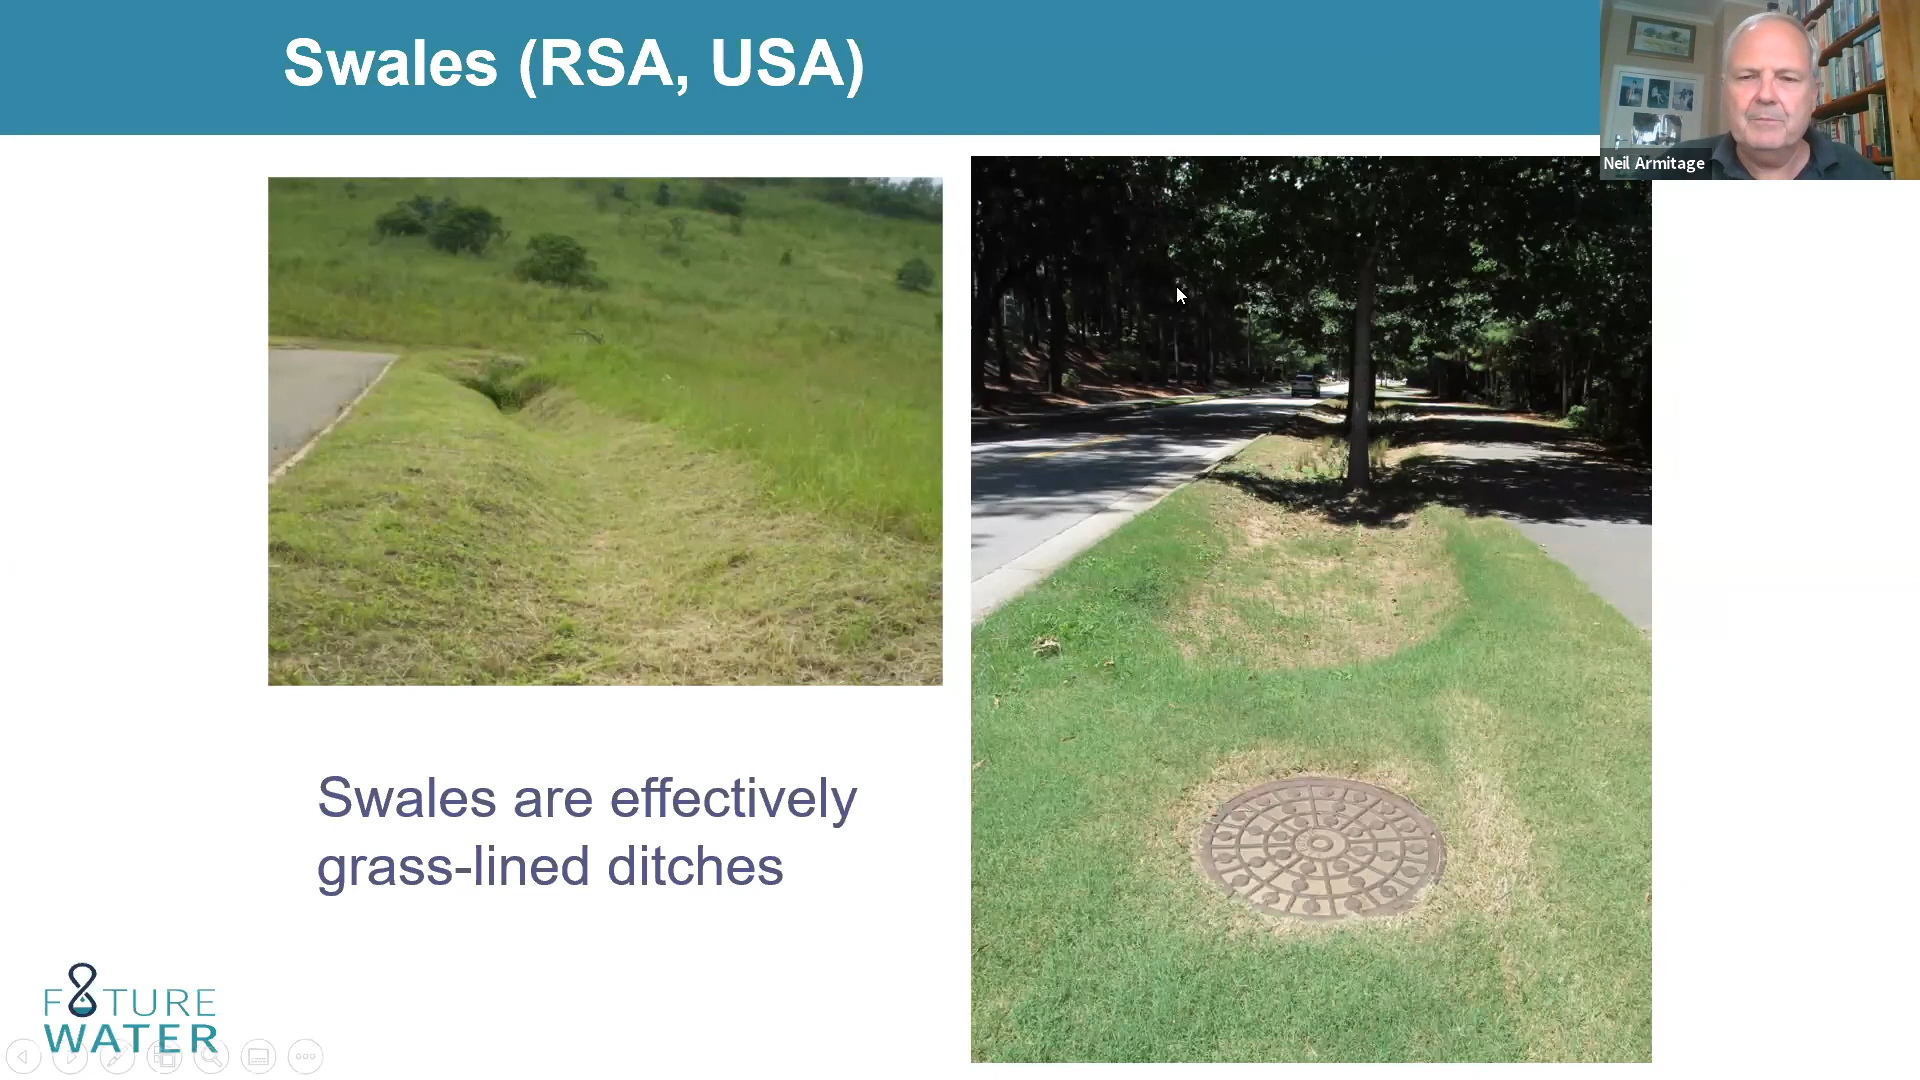 Swales (RSA, USA)
Neil Armitage
Swales are effectively
grass-lined ditches
FUTURE
WATER